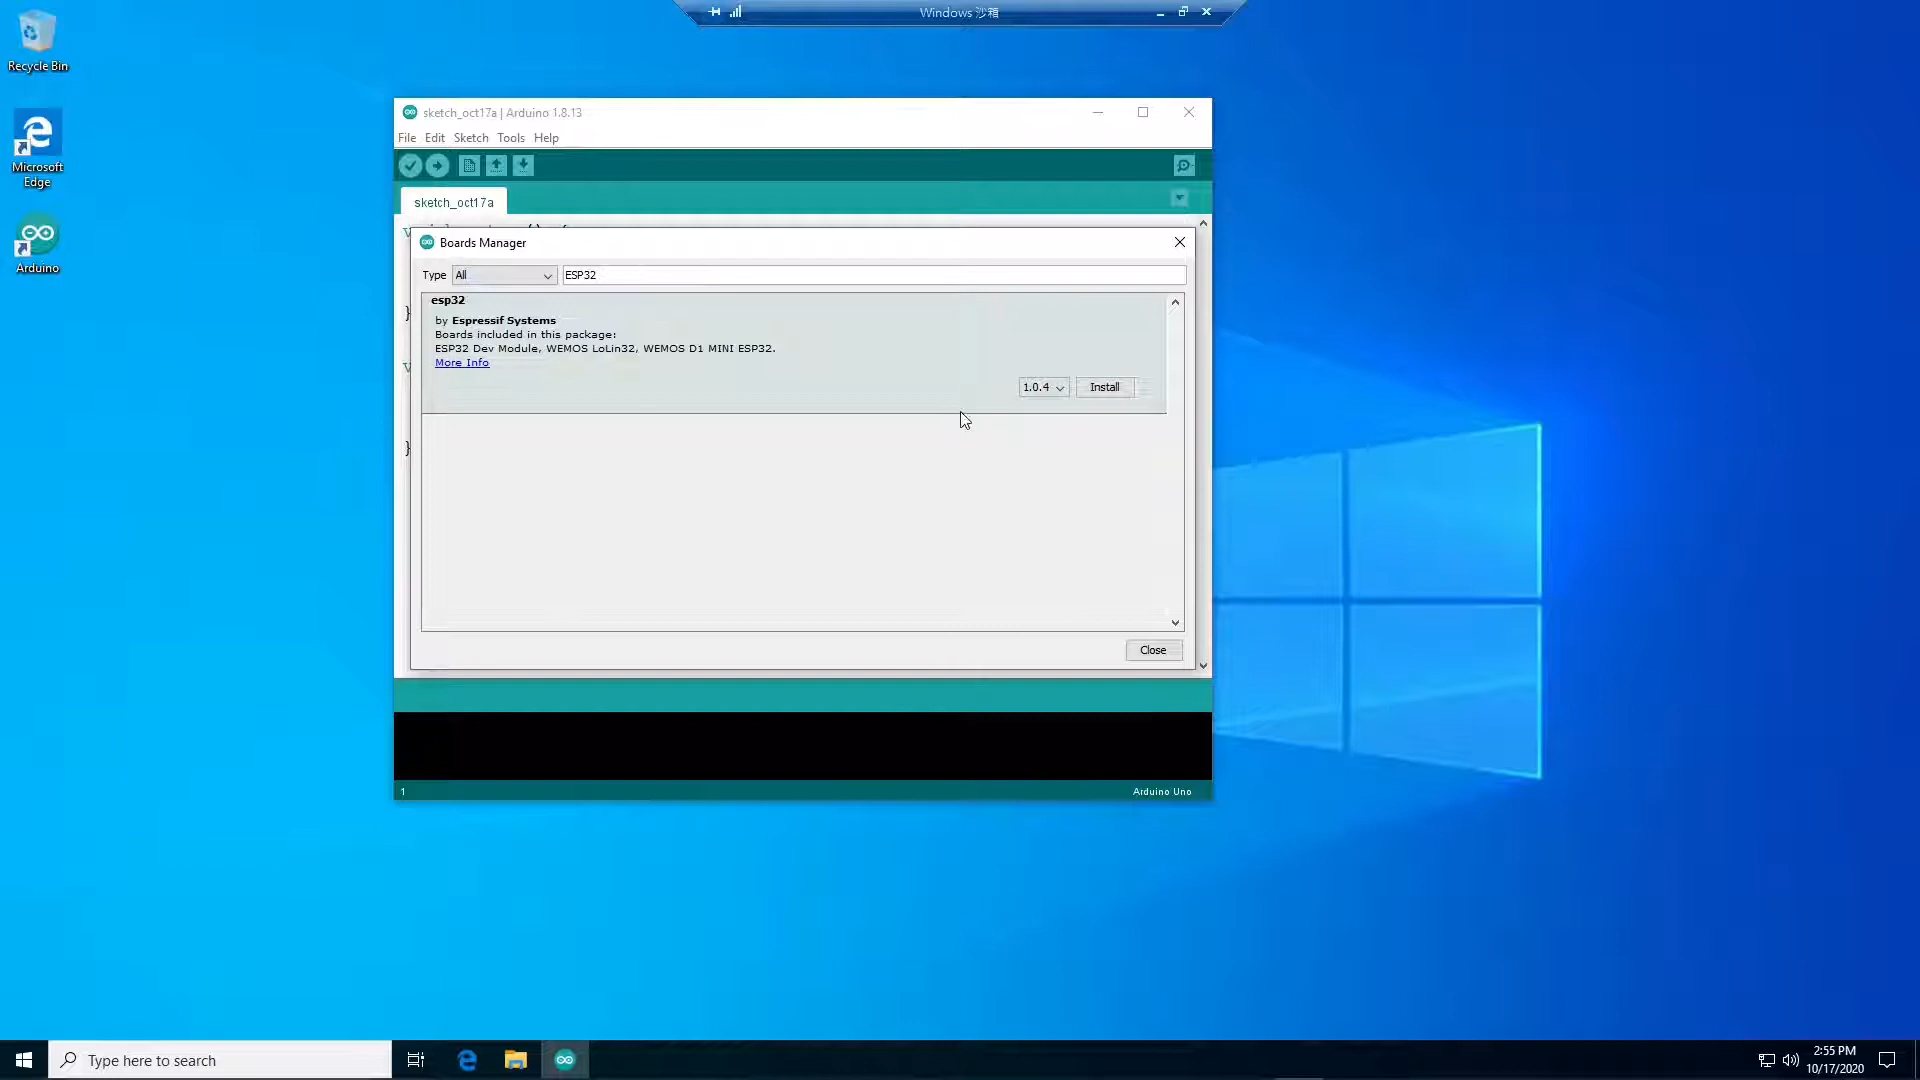 Windows 沙箱
Recycle Bin
Microsoft
Edge
Arduino
sketch_oct17a | Arduino 1.8.13
File Edit Sketch Tools Help
sketch_oct17a
}
}
Boards Manager
Type All ESP32
esp32
by Espressif Systems
Boards included in this package:
ESP32 Dev Module, WEMOS LoLin32, WEMOS D1 MINI ESP32.
More Info
1.0.4 Install
Close
1 Arduino Uno
Type here to search
2:55 PM
10/17/2020